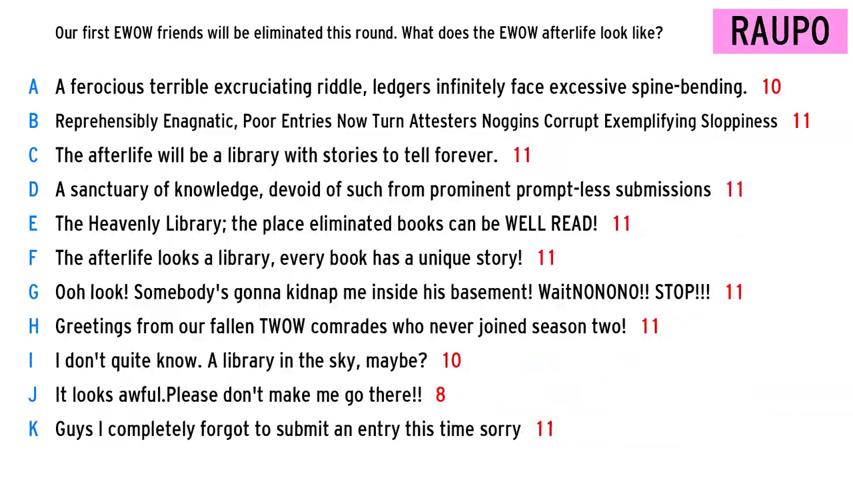 Our first EWOW friends will be eliminated this round. What does the EWOW afterlife look like?
RAUPO
A A ferocious terrible excruciating riddle, ledgers infinitely face excessive spine-bending. 10
B Reprehensibly Enagnatic, Poor Entries Now Turn Attesters Noggins Corrupt Exemplifying Sloppiness 11
C The afterlife will be a library with stories to tell forever. 11
D A sanctuary of knowledge, devoid of such from prominent prompt-less submissions 11
E The Heavenly Library; the place eliminated books can be WELL READ! 11
F The afterlife looks a library, every book has a unique story! 11
G Ooh look! Somebody's gonna kidnap me inside his basement! WaitNONONO!! STOP!!! 11
H Greetings from our fallen TWOW comrades who never joined season two! 11
I I don't quite know. A library in the sky, maybe? 10
J It looks awful.Please don't make me go there!! 8
K Guys I completely forgot to submit an entry this time sorry 11